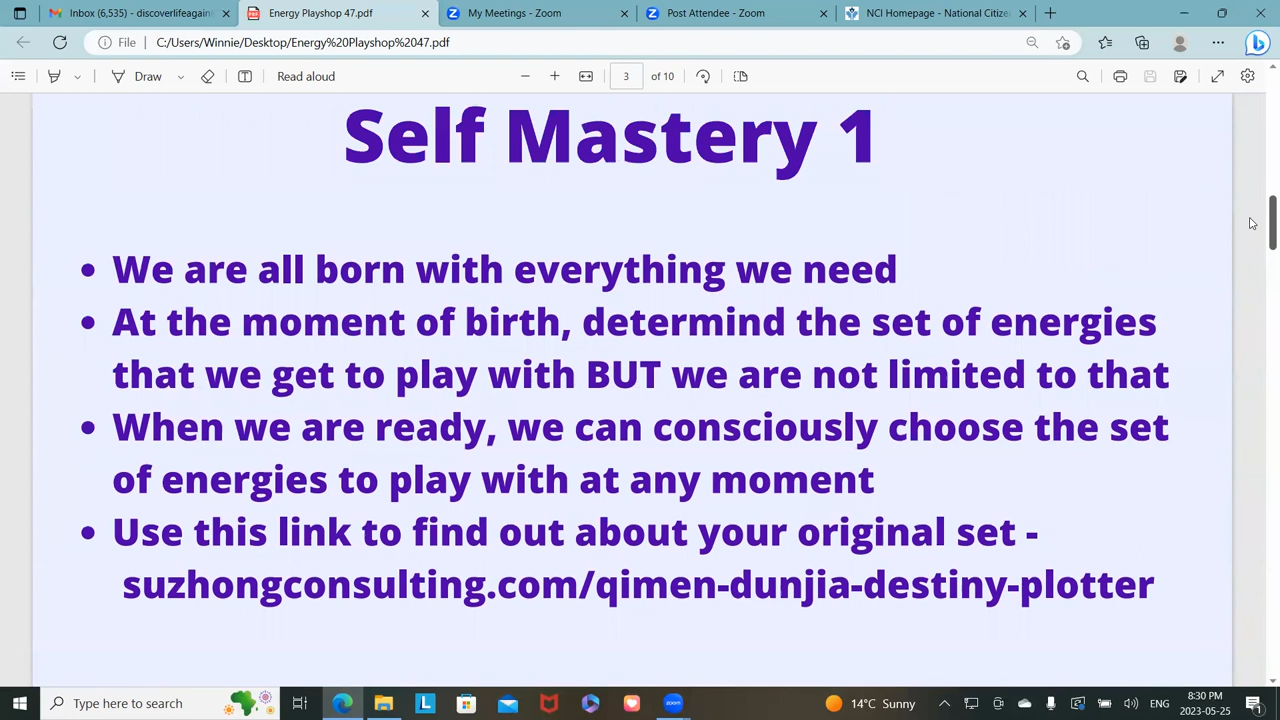 Inbox (6,535) - discoverlifeagain
Energy Playshop 47.pdf
My Meetings - Zoom
Post Attendee - Zoom
NCI Homepage - National Citize
File
C:/Users/Winnie/Desktop/Energy%20Playshop%2047.pdf
Draw
Read aloud
3
of 10
Self Mastery 1
• We are all born with everything we need
• At the moment of birth, determind the set of energies
that we get to play with BUT we are not limited to that
• When we are ready, we can consciously choose the set
of energies to play with at any moment
• Use this link to find out about your original set -
suzhongconsulting.com/qimen-dunjia-destiny-plotter
Type here to search
L
zoom
14°C Sunny
ENG
8:30 PM
2023-05-25
1